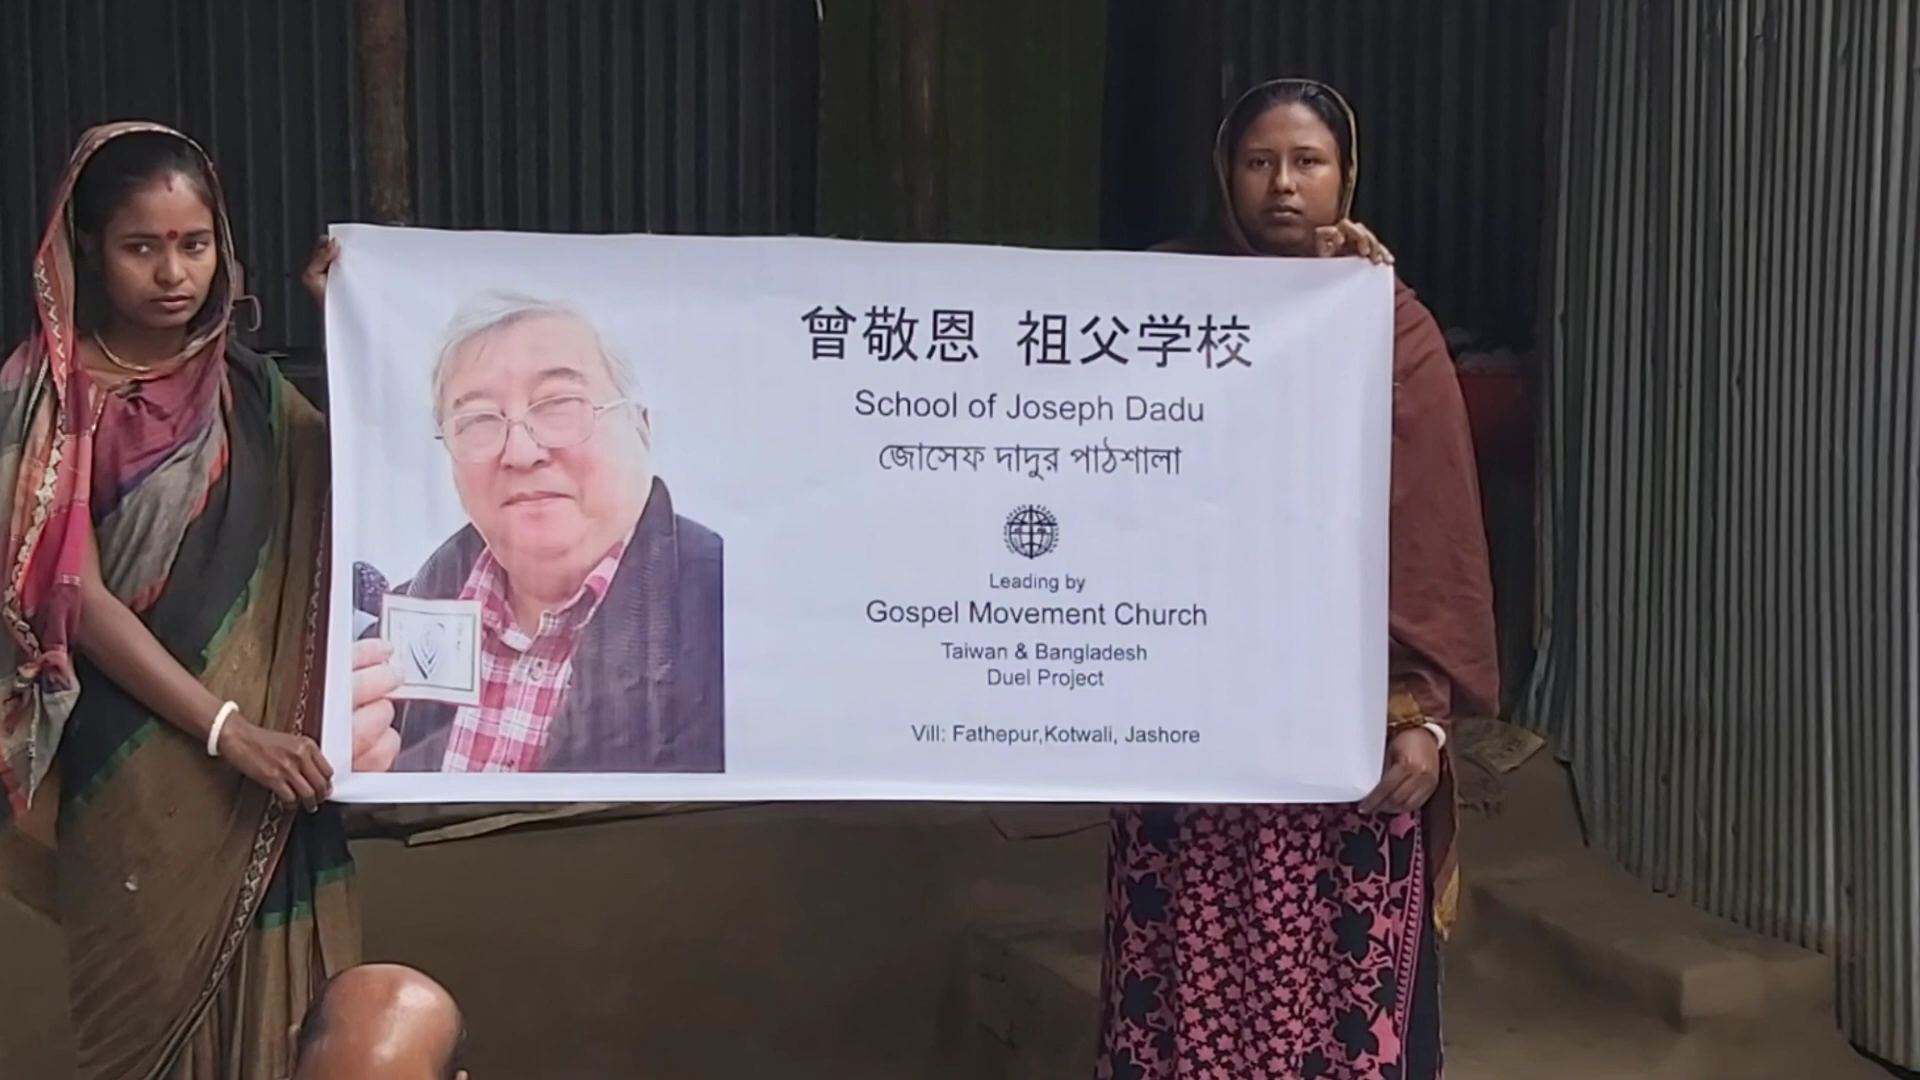 曾敬恩 祖父学校
School of Joseph Dadu
জোসেফ দাদুর পাঠশালা
Leading by
Gospel Movement Church
Taiwan & Bangladesh
Duel Project
Vill: Fathepur,Kotwali, Jashore